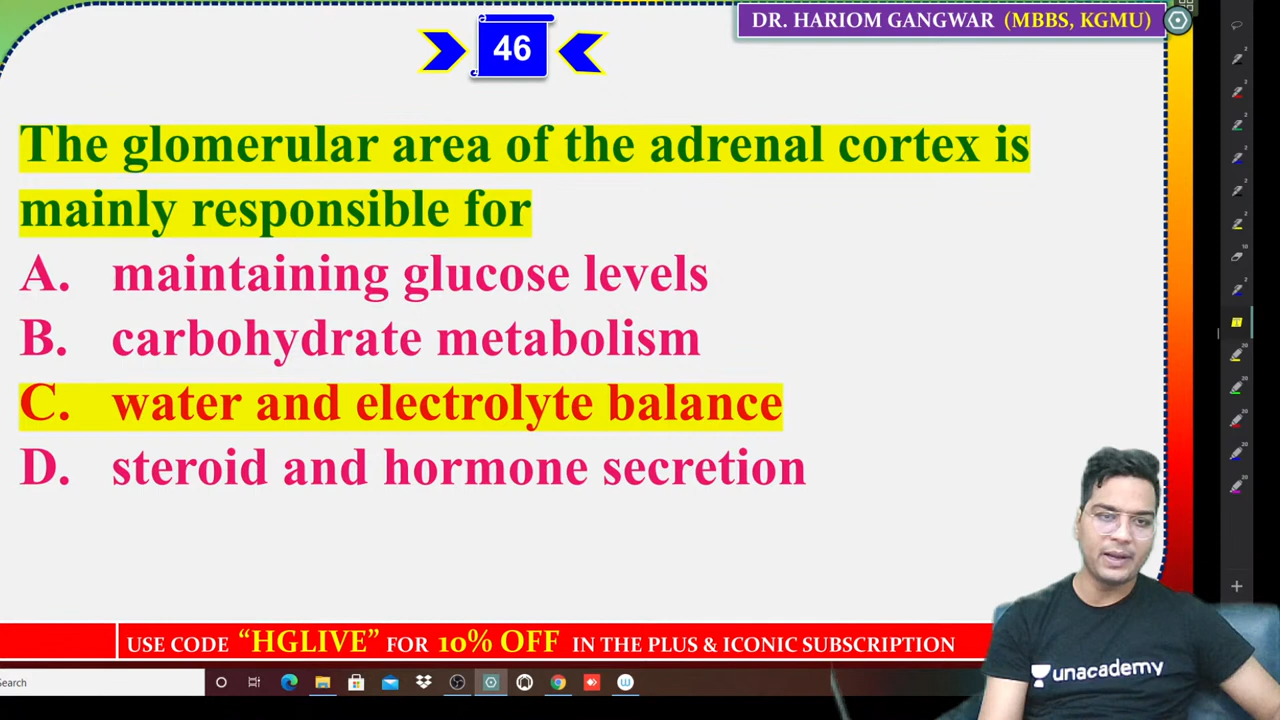 DR. HARIOM GANGWAR (MBBS, KGMU)
46
The glomerular area of the adrenal cortex is
mainly responsible for
A. maintaining glucose levels
B. carbohydrate metabolism
C. water and electrolyte balance
D. steroid and hormone secretion
USE CODE “HGLIVE” FOR 10% OFF IN THE PLUS & ICONIC SUBSCRIPTION
unacademy
Search